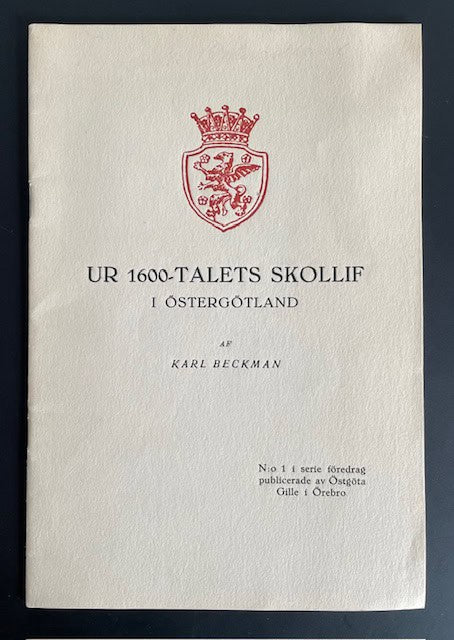 UR 1600-TALETS SKOLLIF
I ÖSTERGÖTLAND
AF
KARL BECKMAN
N:o 1 i serie föredrag
publicerade av Östgöta
Gille i Örebro